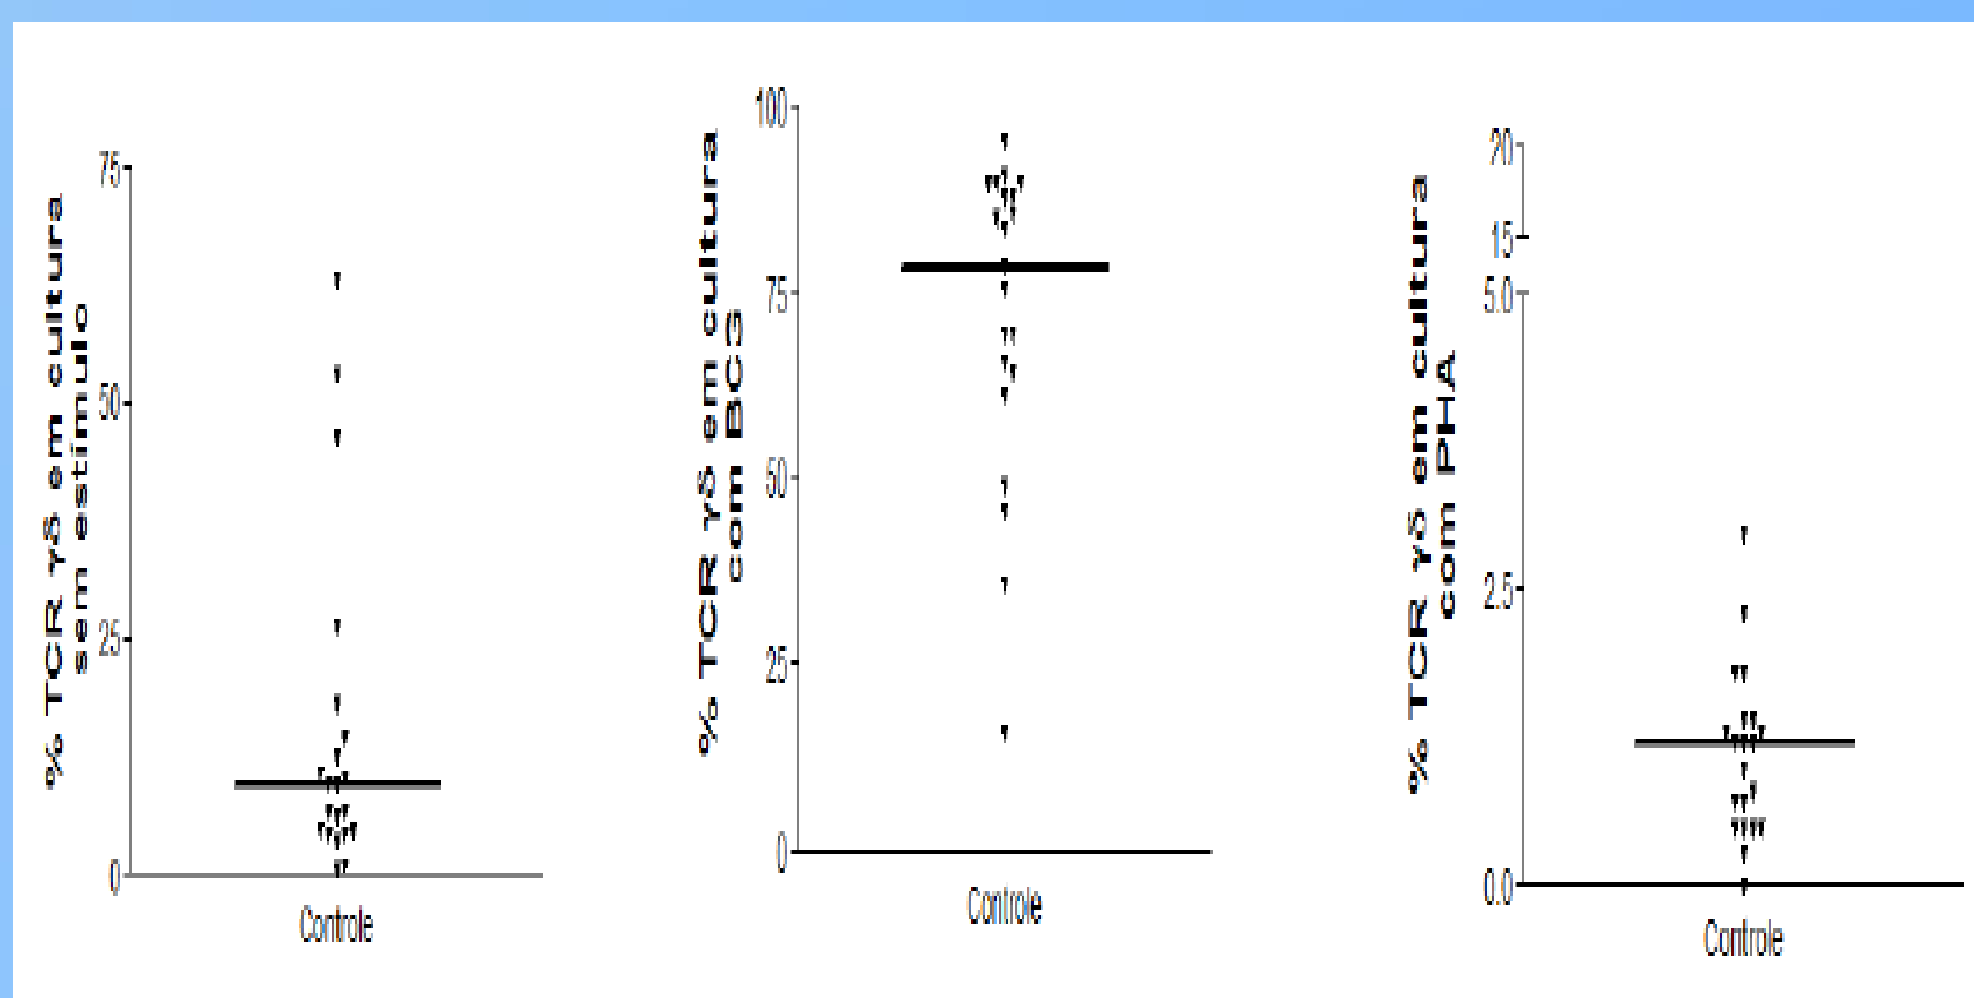 % TCR γδ em cultura
sem estimulo
75
50
25
0
Controle
% TCR γδ em cultura
com BCG
100
75
50
25
0
Controle
% TCR γδ em cultura
com PHA
20
15
5.0
2.5
0.0
Controle